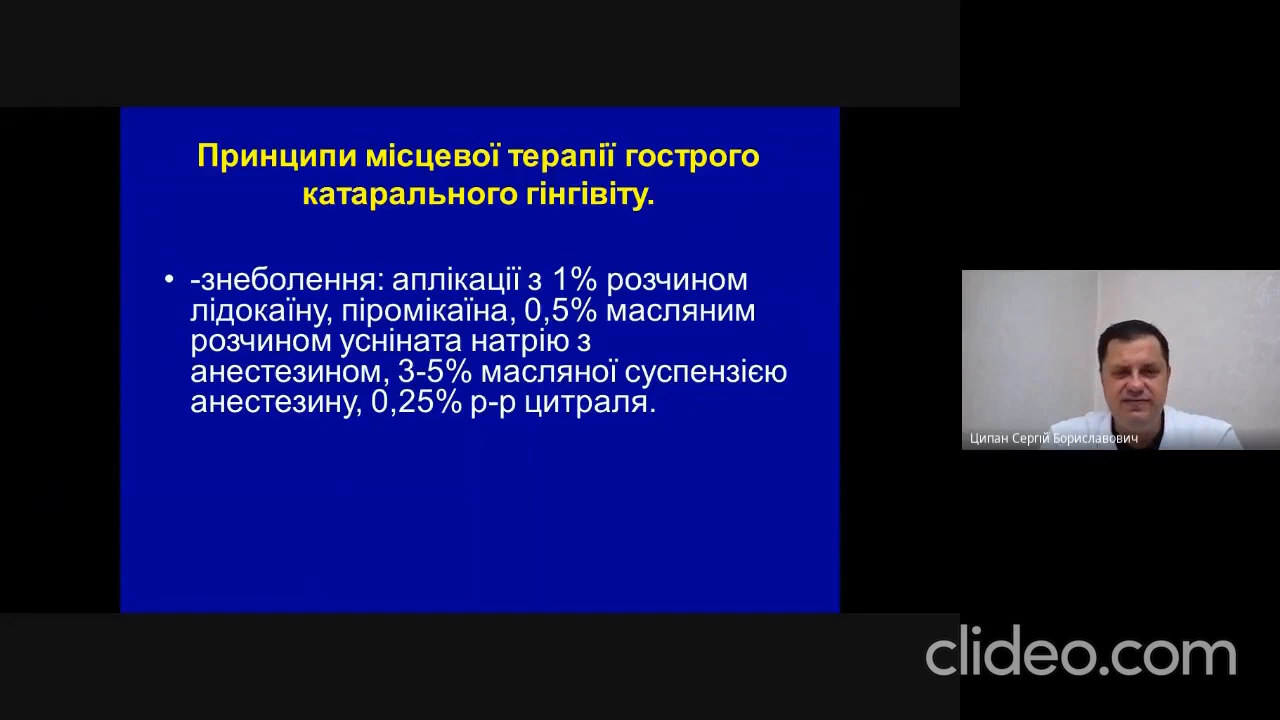 Принципи місцевої терапії гострого
катарального гінгівіту.
• -знеболення: аплікації з 1% розчином
лідокаїну, піромікаїна, 0,5% масляним
розчином усніната натрію з
анестезином, 3-5% масляної суспензією
анестезину, 0,25% р-р цитраля.
Ципан Сергій Бориславович
clideo.com